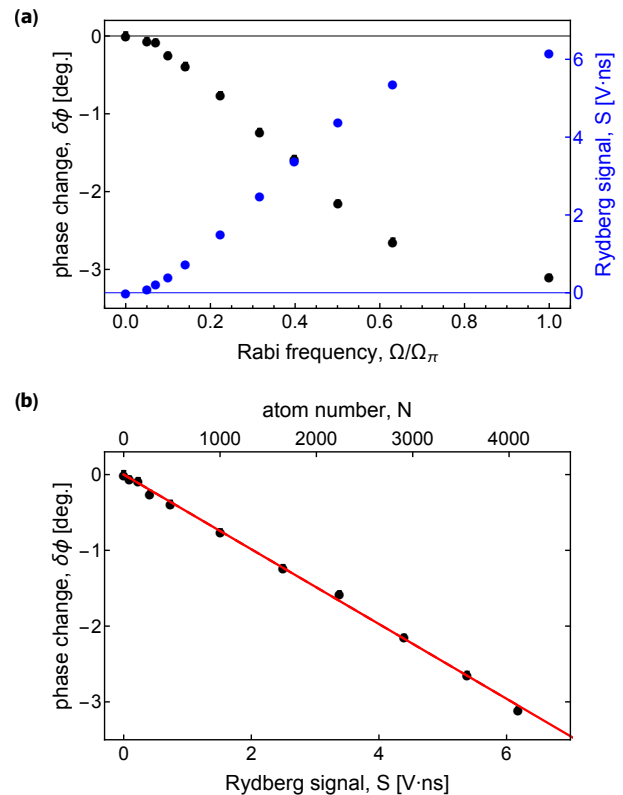 (a)
0
−1
−2
−3
phase change, δϕ [deg.]
6
4
2
0
Rydberg signal, S [V·ns]
0.0 0.2 0.4 0.6 0.8 1.0
Rabi frequency, Ω/Ωπ
(b)
atom number, N
0 1000 2000 3000 4000
0
−1
−2
−3
phase change, δϕ [deg.]
0 2 4 6
Rydberg signal, S [V·ns]